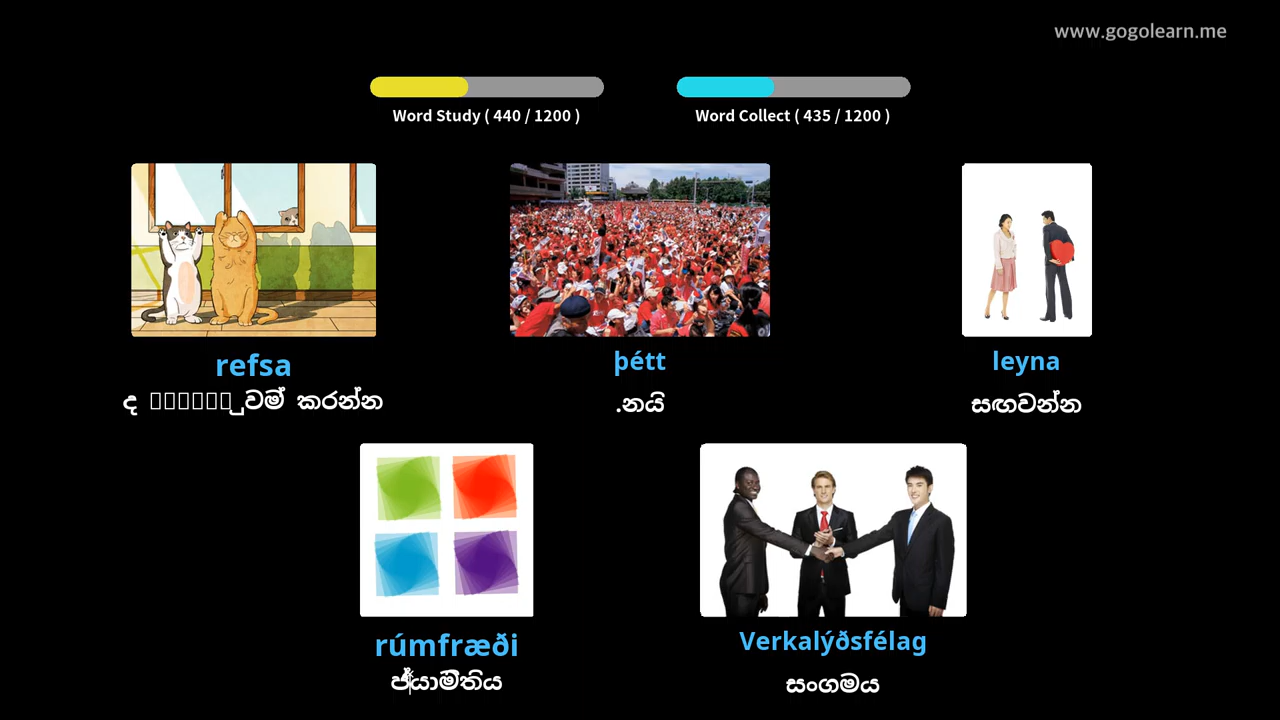 www.gogolearn.me
Word Study ( 440 / 1200 )
Word Collect ( 435 / 1200 )
refsa
þétt
leyna
ද කරන්න
.නයි
සඟවන්න
rúmfræði
Verkalýðsfélag
ජ්‍යාමිතිය
සංගමය